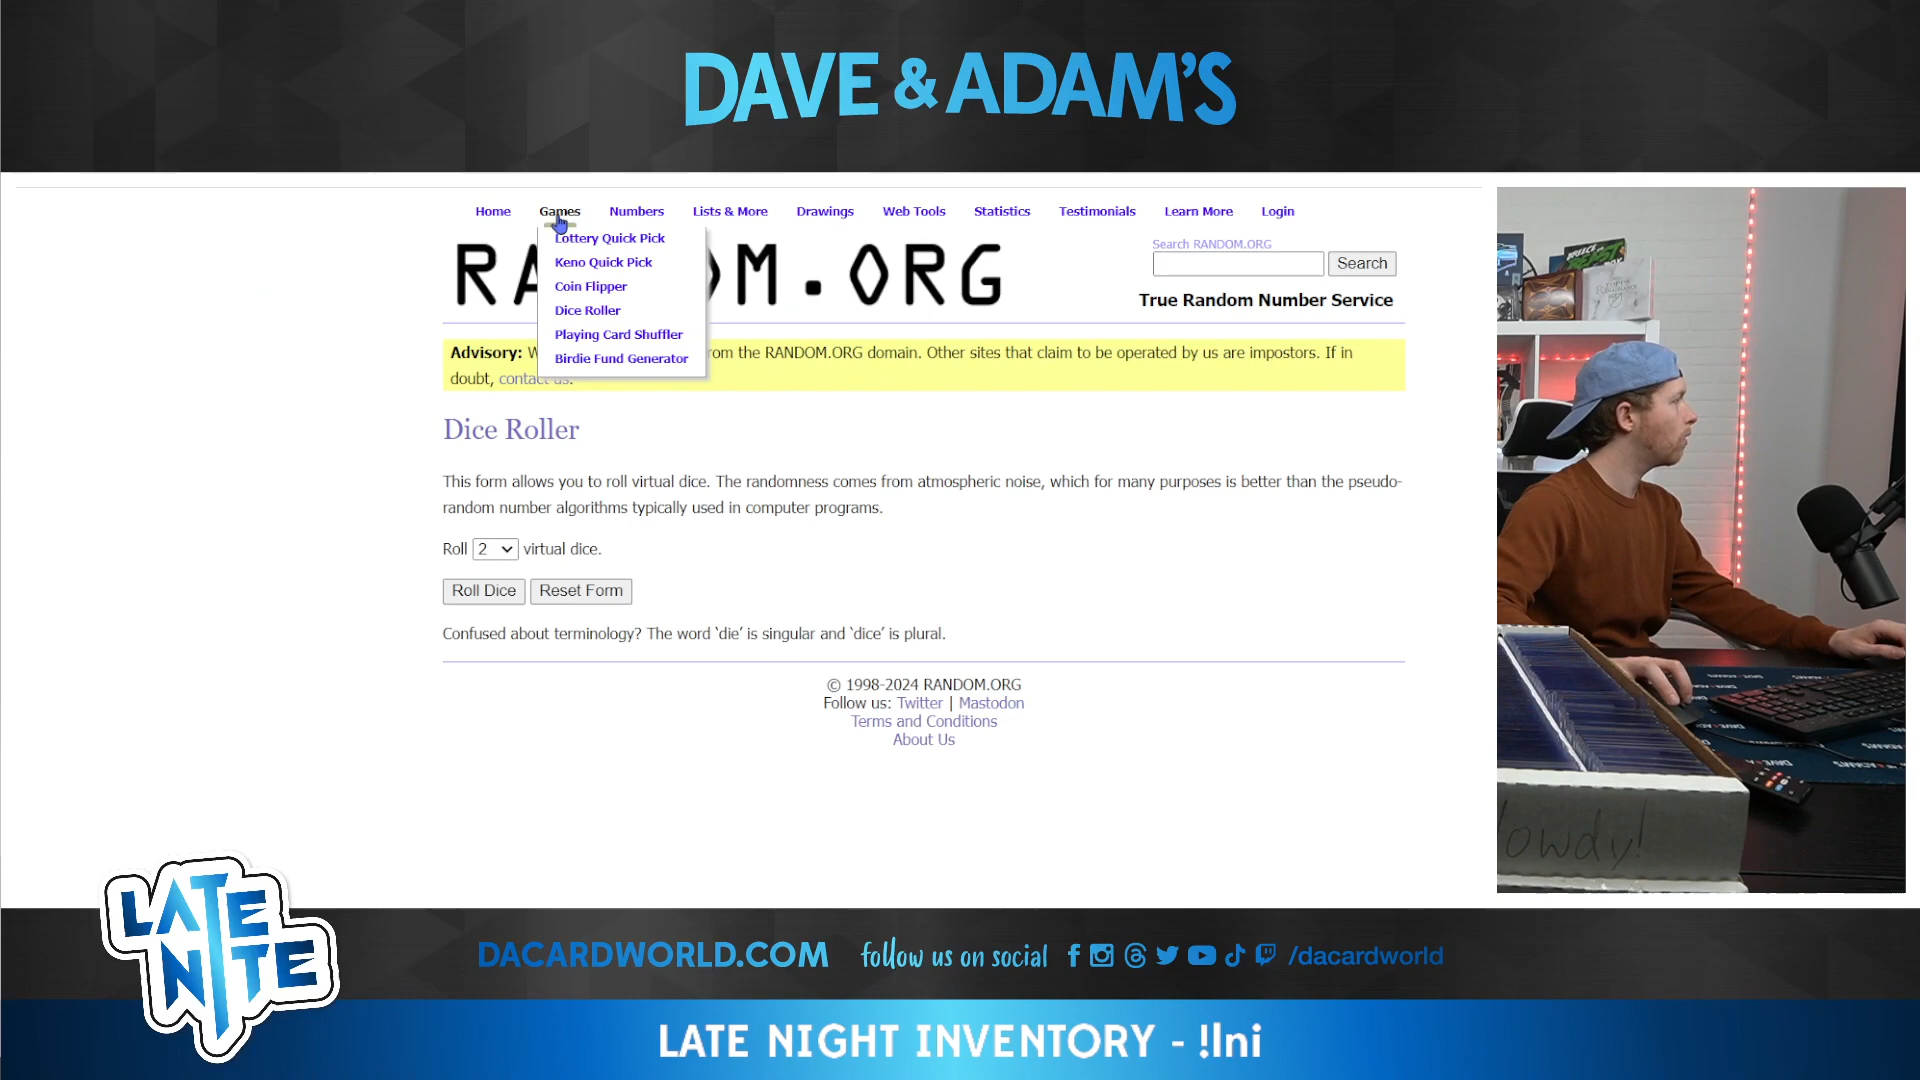 DAVE & ADAM'S
Home Games Numbers Lists & More Drawings Web Tools Statistics Testimonials Learn More Login
Lottery Quick Pick
Keno Quick Pick
Coin Flipper
Dice Roller
Playing Card Shuffler
Birdie Fund Generator
Search RANDOM.ORG
Search
True Random Number Service
Advisory: from the RANDOM.ORG domain. Other sites that claim to be operated by us are impostors. If in
doubt, contact us.
Dice Roller
This form allows you to roll virtual dice. The randomness comes from atmospheric noise, which for many purposes is better than the pseudo-
random number algorithms typically used in computer programs.
Roll 2 virtual dice.
Roll Dice Reset Form
Confused about terminology? The word 'die' is singular and 'dice' is plural.
© 1998-2024 RANDOM.ORG
Follow us: Twitter | Mastodon
Terms and Conditions
About Us
BEAST
owdy!
LATE
NITE
DACARDWORLD.COM follow us on social /dacardworld
LATE NIGHT INVENTORY - !lni